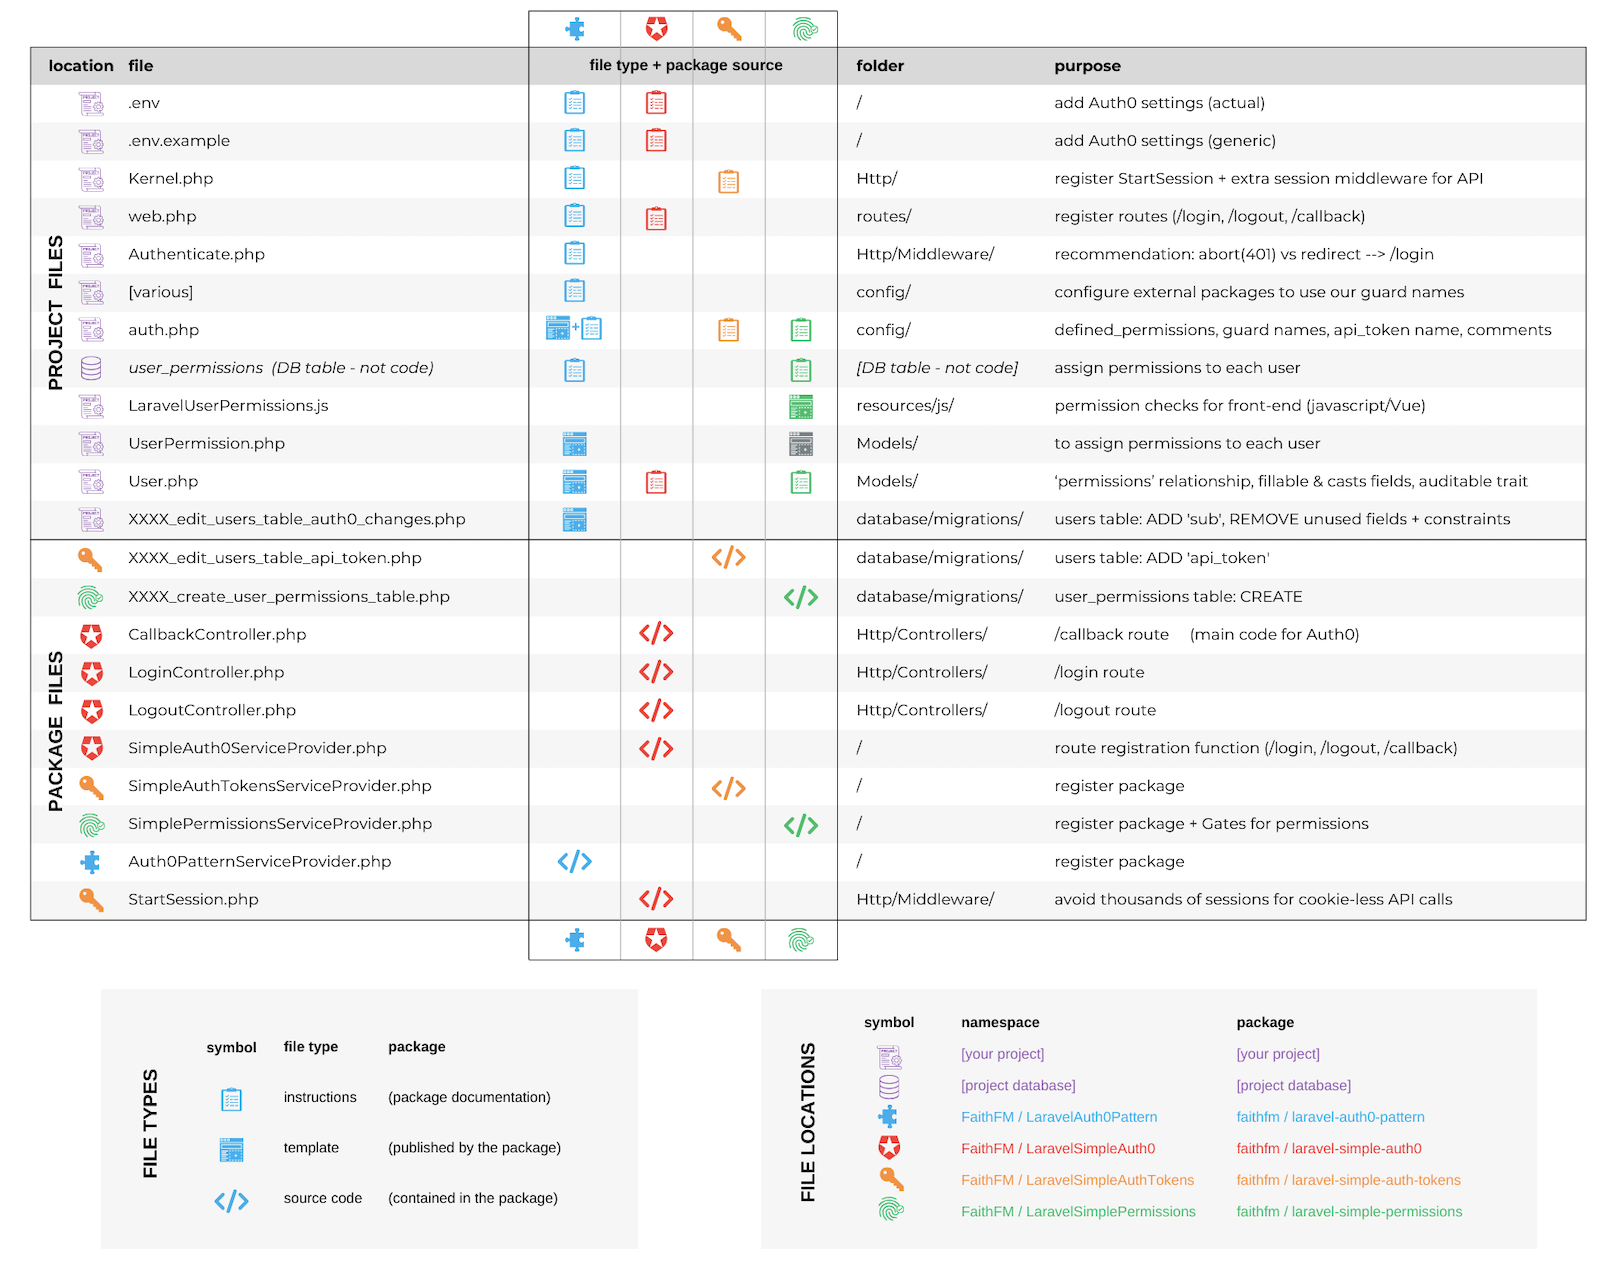 location file file type + package source folder purpose
.env / add Auth0 settings (actual)
.env.example / add Auth0 settings (generic)
Kernel.php Http/ register StartSession + extra session middleware for API
web.php routes/ register routes (/login, /logout, /callback)
Authenticate.php Http/Middleware/ recommendation: abort(401) vs redirect --> /login
[various] config/ configure external packages to use our guard names
auth.php + config/ defined_permissions, guard names, api_token name, comments
user_permissions (DB table - not code) [DB table - not code] assign permissions to each user
LaravelUserPermissions.js resources/js/ permission checks for front-end (javascript/Vue)
UserPermission.php Models/ to assign permissions to each user
User.php Models/ ‘permissions’ relationship, fillable & casts fields, auditable trait
XXXX_edit_users_table_auth0_changes.php database/migrations/ users table: ADD 'sub', REMOVE unused fields + constraints
PROJECT FILES
XXXX_edit_users_table_api_token.php database/migrations/ users table: ADD 'api_token'
XXXX_create_user_permissions_table.php database/migrations/ user_permissions table: CREATE
CallbackController.php Http/Controllers/ /callback route (main code for Auth0)
LoginController.php Http/Controllers/ /login route
LogoutController.php Http/Controllers/ /logout route
SimpleAuth0ServiceProvider.php / route registration function (/login, /logout, /callback)
SimpleAuthTokensServiceProvider.php / register package
SimplePermissionsServiceProvider.php / register package + Gates for permissions
Auth0PatternServiceProvider.php / register package
StartSession.php Http/Middleware/ avoid thousands of sessions for cookie-less API calls
PACKAGE FILES
FILE TYPES
symbol file type package
instructions (package documentation)
template (published by the package)
source code (contained in the package)
FILE LOCATIONS
symbol namespace package
[your project] [your project]
[project database] [project database]
FaithFM / LaravelAuth0Pattern faithfm / laravel-auth0-pattern
FaithFM / LaravelSimpleAuth0 faithfm / laravel-simple-auth0
FaithFM / LaravelSimpleAuthTokens faithfm / laravel-simple-auth-tokens
FaithFM / LaravelSimplePermissions faithfm / laravel-simple-permissions